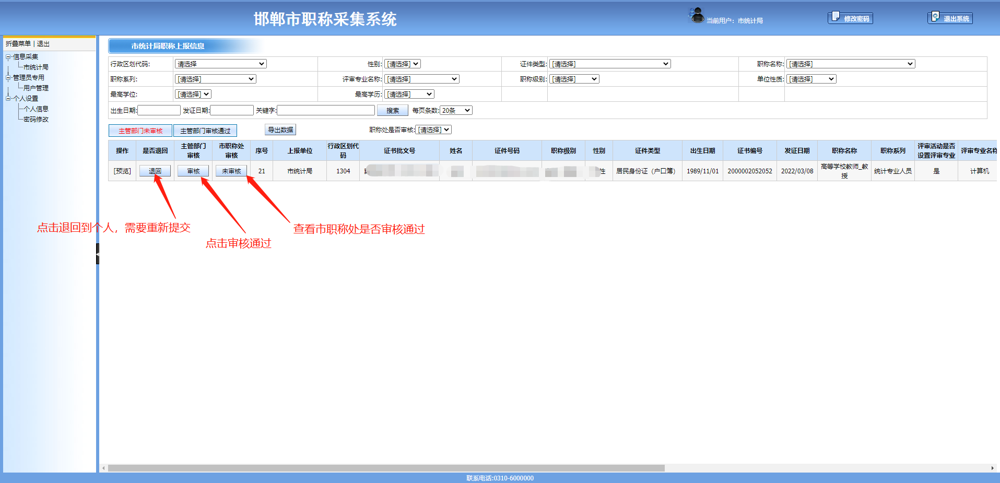 邯郸市职称采集系统
当前用户：市统计局
修改密码
退出系统
折叠菜单 | 退出
信息采集
市统计局
管理员专用
用户管理
个人设置
个人信息
密码修改
市统计局职称上报信息
行政区划代码: 请选择 性别: [请选择] 证件类型: [请选择] 职称名称: [请选择]
职称系列: [请选择] 评审专业名称: [请选择] 职称级别: [请选择] 单位性质: [请选择]
最高学位: [请选择] 最高学历: [请选择]
出生日期: 发证日期: 关键字: 搜索 每页条数: 20条
主管部门未审核 主管部门审核通过 导出数据 职称处是否审核: [请选择]
操作 是否退回 主管部门审核 市职称处审核 序号 上报单位 行政区划代码 证书批文号 姓名 证件号码 职称级别 性别 证件类型 出生日期 证书编号 发证日期 职称名称 职称系列 评审活动是否设置评审专业 评审专业名称
[预览] 退回 审核 未审核 21 市统计局 1304 性 居民身份证（户口簿） 1989/11/01 2000002052052 2022/03/08 高等学校教师_教授 统计专业人员 是 计算机
点击退回到个人，需要重新提交
点击审核通过
查看市职称处是否审核通过
联系电话:0310-6000000